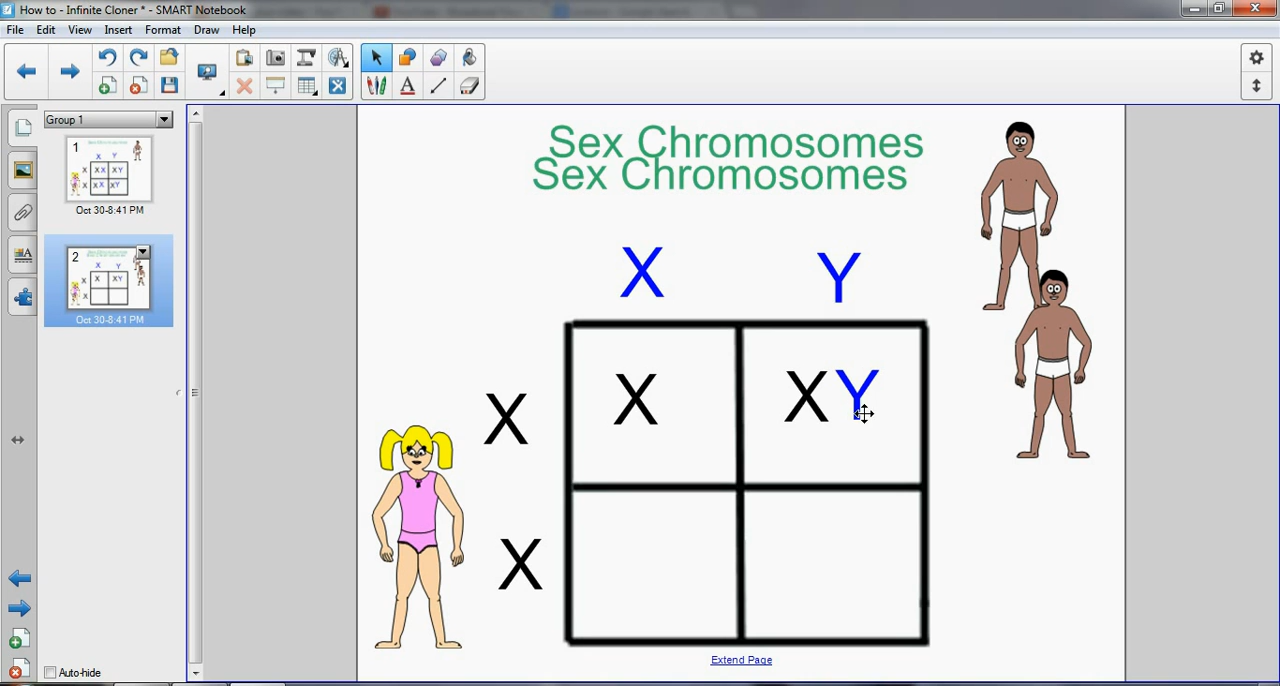 How to - Infinite Cloner * - SMART Notebook
File Edit View Insert Format Draw Help
Group 1
1
Oct 30-8:41 PM
2
Oct 30-8:41 PM
Auto-hide
Sex Chromosomes
Sex Chromosomes
X Y
X X X Y
X
Extend Page